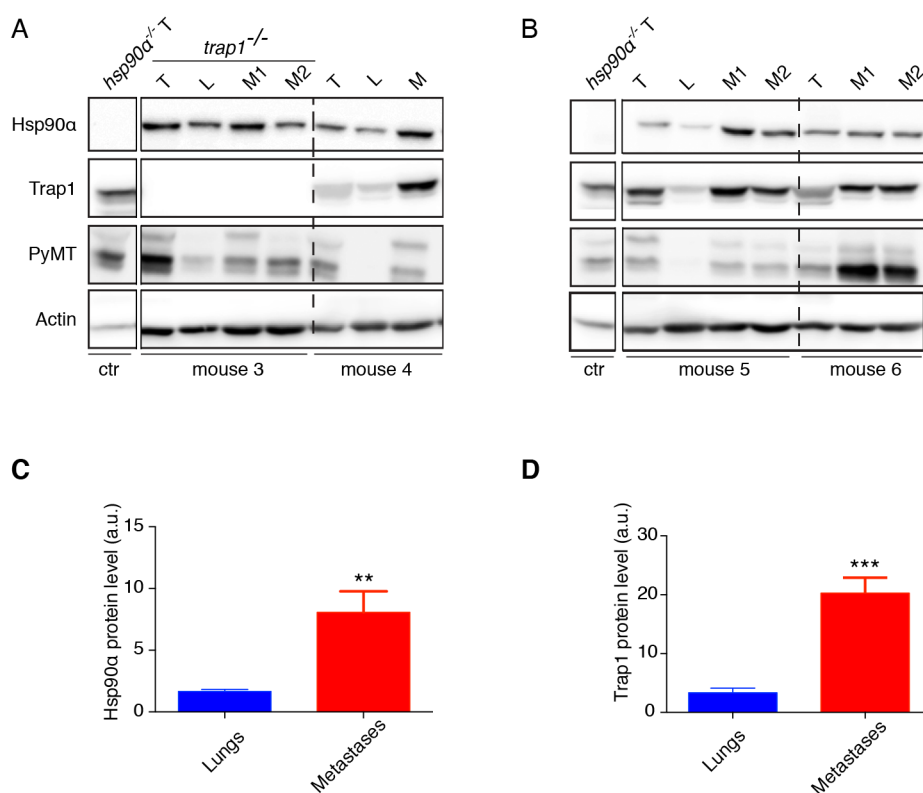 A
hsp90α-/- T
trap1-/-
T L M1 M2 T L M
Hsp90α
Trap1
PyMT
Actin
ctr mouse 3 mouse 4
B
hsp90α-/- T
T L M1 M2 T M1 M2
ctr mouse 5 mouse 6
C
Hsp90α protein level (a.u.)
15
10
5
0
**
Lungs Metastases
D
Trap1 protein level (a.u.)
30
20
10
0
***
Lungs Metastases